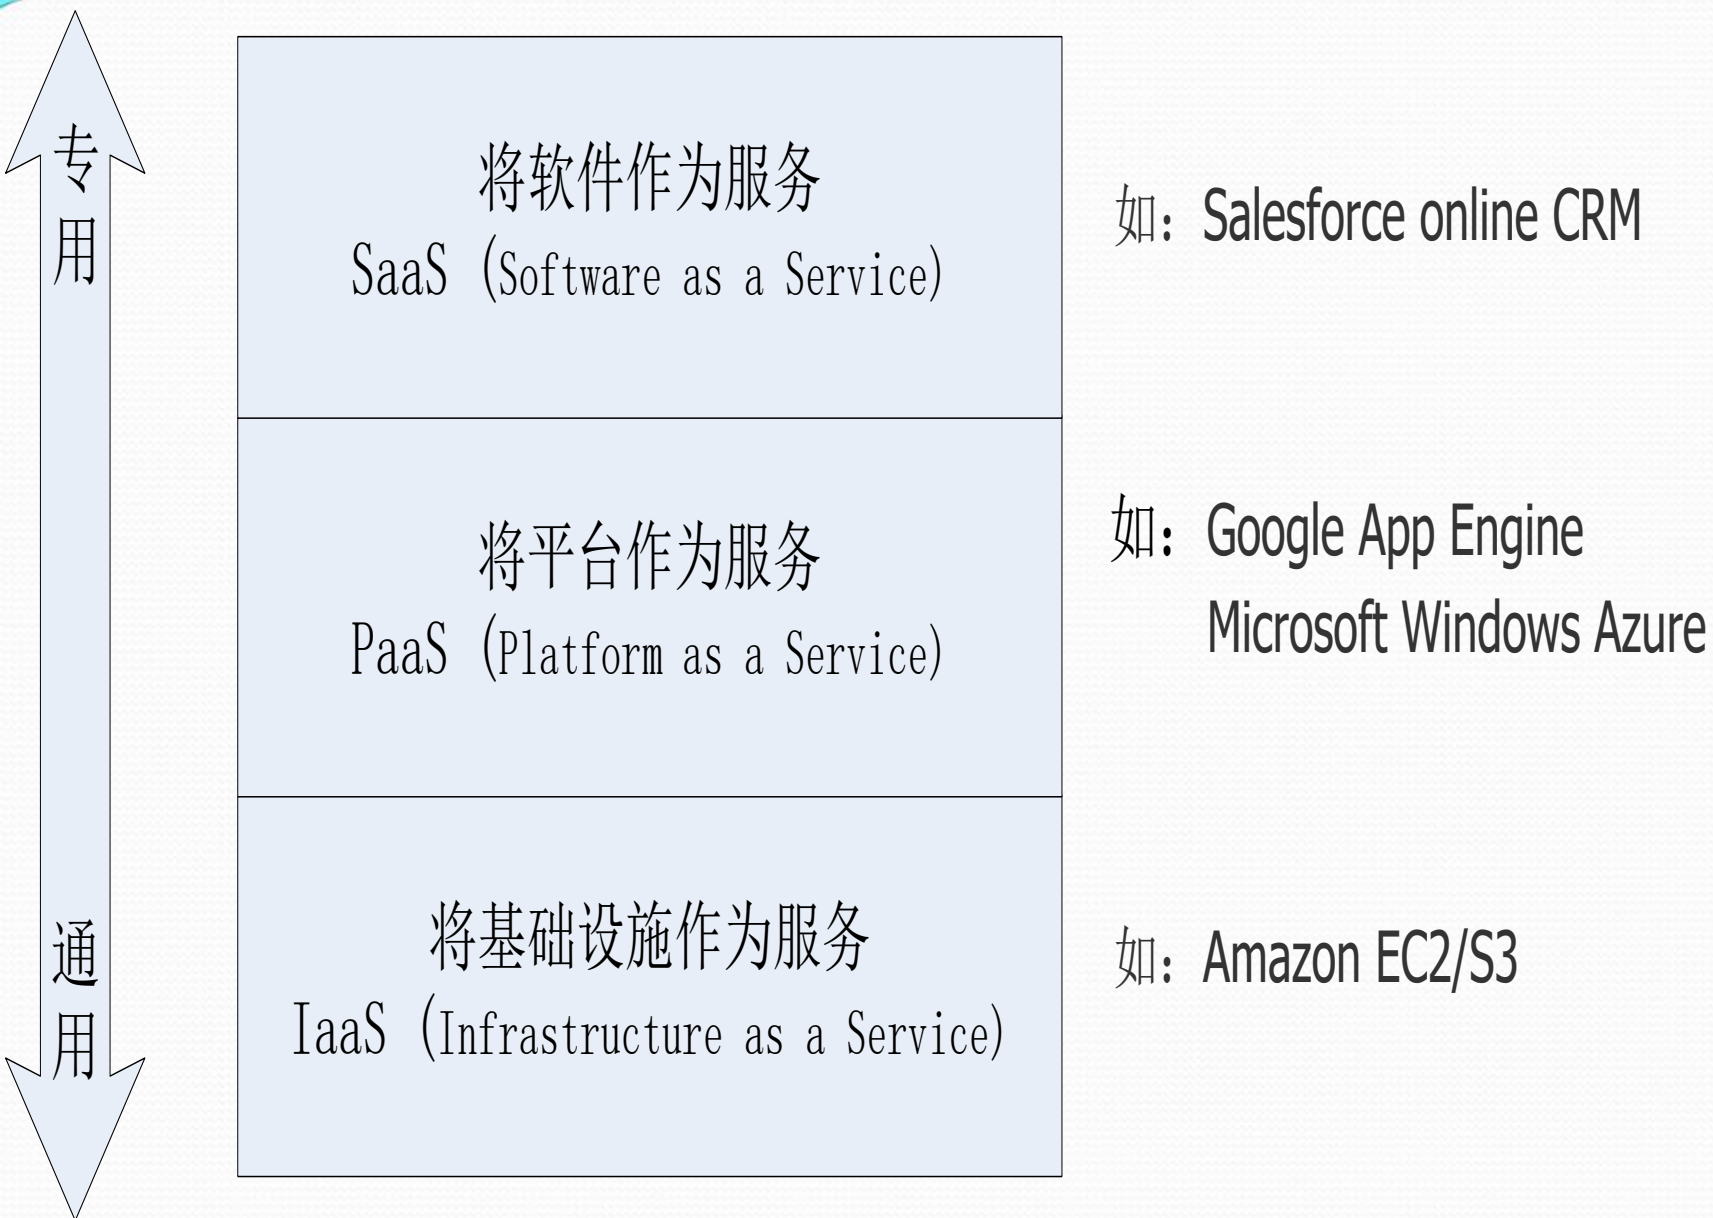 专用
将软件作为服务
SaaS (Software as a Service)
如：Salesforce online CRM
将平台作为服务
PaaS (Platform as a Service)
如：Google App Engine
Microsoft Windows Azure
通用
将基础设施作为服务
IaaS (Infrastructure as a Service)
如：Amazon EC2/S3